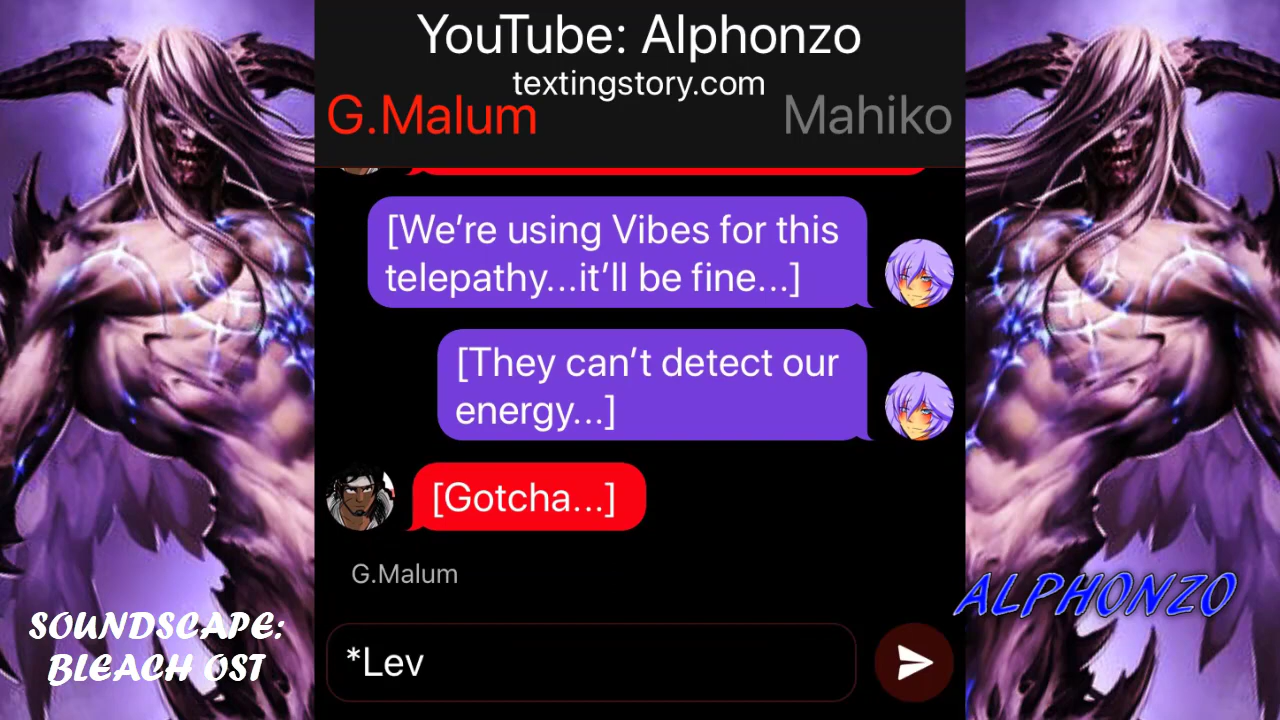 YouTube: Alphonzo
textingstory.com
G.Malum
Mahiko
[We’re using Vibes for this
telepathy...it’ll be fine...]
[They can’t detect our
energy...]
[Gotcha...]
G.Malum
*Lev
SOUNDSCAPE:
BLEACH OST
ALPHONZO